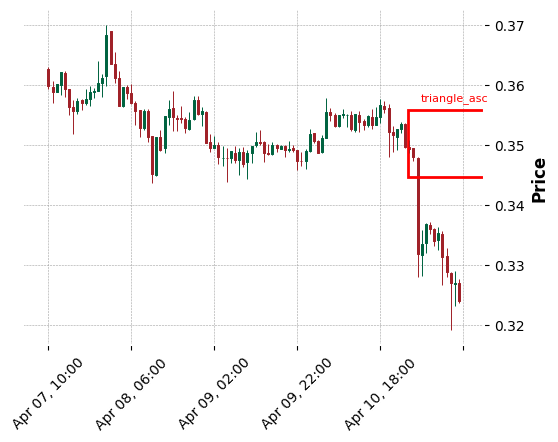 0.37
triangle_asc
0.36
0.35
0.34
0.33
0.32
Price
Apr 07, 10:00
Apr 08, 06:00
Apr 09, 02:00
Apr 09, 22:00
Apr 10, 18:00